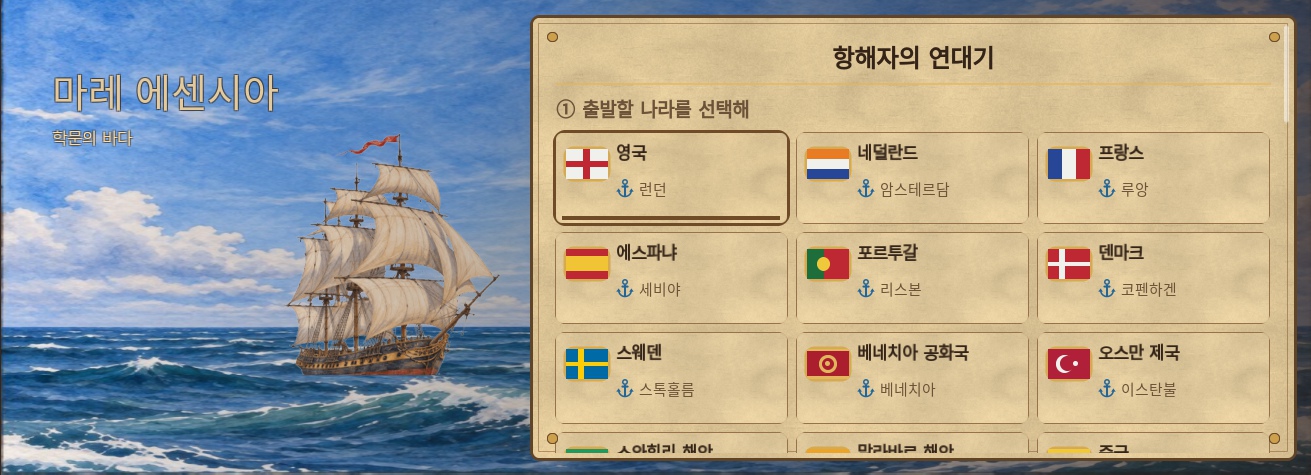 마레 에센시아
학문의 바다
항해자의 연대기
① 출발할 나라를 선택해
영국
런던
네덜란드
암스테르담
프랑스
루앙
에스파냐
세비야
포르투갈
리스본
덴마크
코펜하겐
스웨덴
스톡홀름
베네치아 공화국
베네치아
오스만 제국
이스탄불